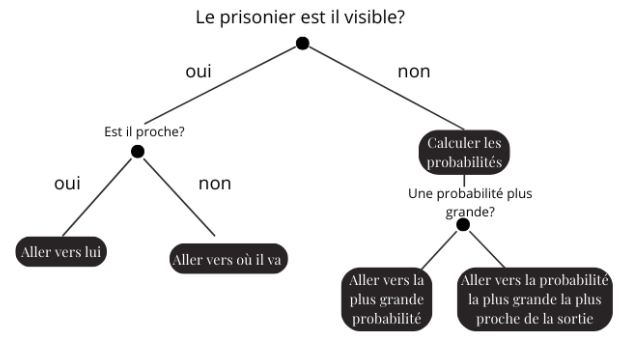 Le prisonier est il visible?
oui
non
Est il proche?
Calculer les
probabilités
oui
non
Une probabilité plus
grande?
Aller vers lui
Aller vers où il va
Aller vers la
plus grande
probabilité
Aller vers la probabilité
la plus grande la plus
proche de la sortie